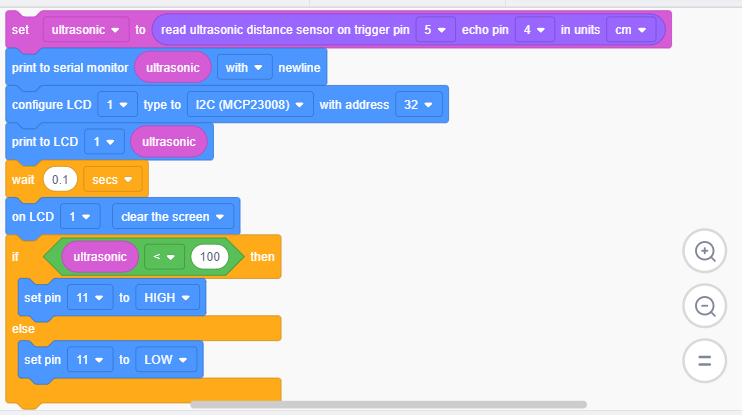 set ultrasonic to read ultrasonic distance sensor on trigger pin 5 echo pin 4 in units cm
print to serial monitor ultrasonic with newline
configure LCD 1 type to I2C (MCP23008) with address 32
print to LCD 1 ultrasonic
wait 0.1 secs
on LCD 1 clear the screen
if ultrasonic < 100 then
set pin 11 to HIGH
else
set pin 11 to LOW